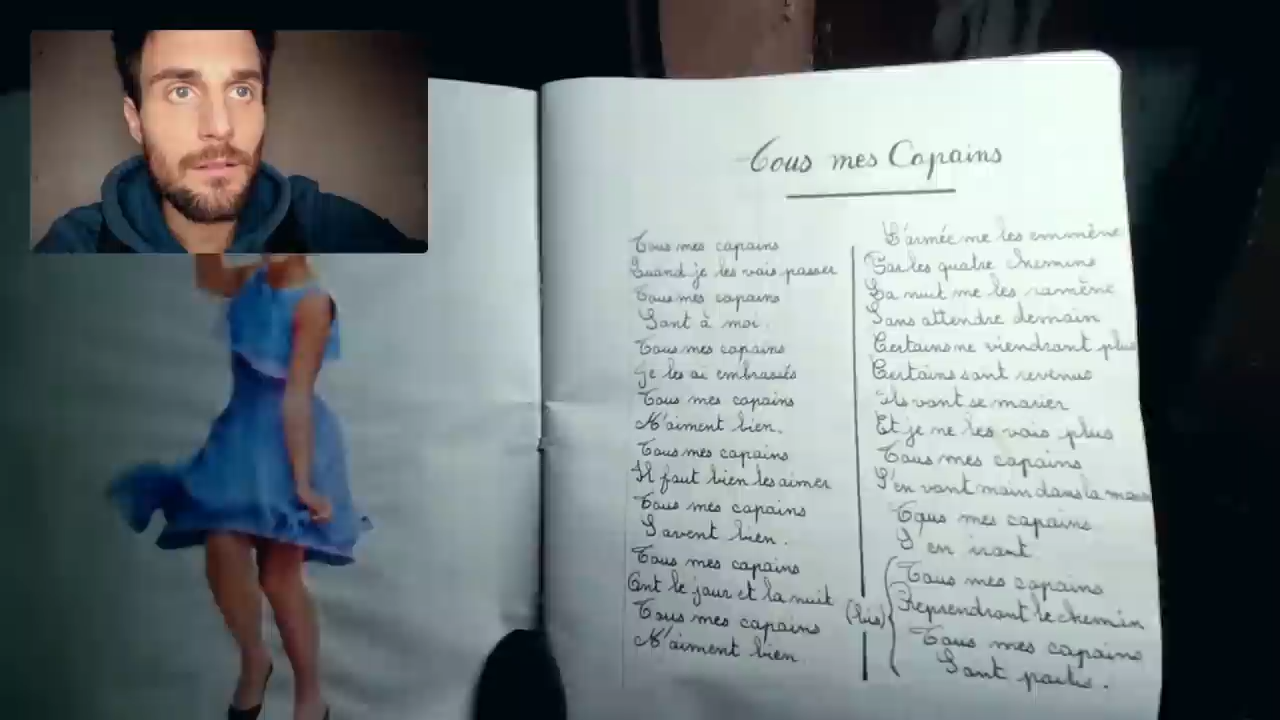 Tous mes Copains
Tous mes copains
Quand je les vois passer
Tous mes copains
Sont à moi.
Tous mes copains
Je les ai embrassés
Tous mes copains
M'aiment bien.
Tous mes copains
Il faut bien les aimer
Tous mes copains
Savent bien.
Tous mes copains
Ont le jour et la nuit
Tous mes copains
M'aiment bien
L'armée me les emmène
Par les quatre chemins
La nuit me les ramène
Sans attendre demain
Certains ne viendront plus
Certains sont revenus
Ils vont se marier
Et je ne les vois plus
Tous mes copains
S'en vont main dans la main
Tous mes copains
S'en iront
(bis)
Tous mes copains
Reprendront le chemin
Tous mes copains
Sont partis.